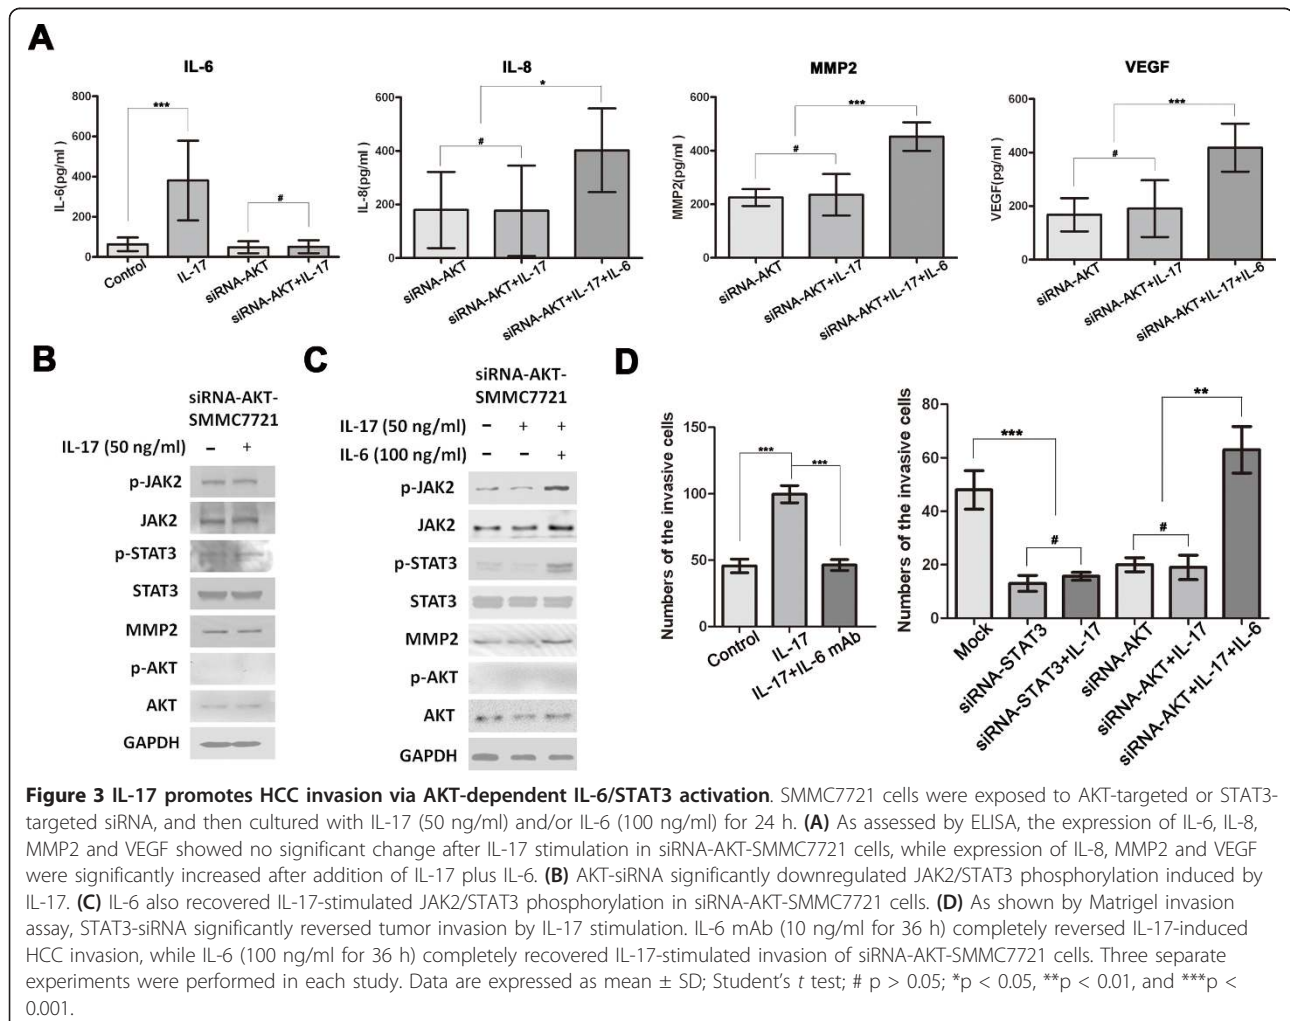 A
IL-6
IL-6(pg/ml)
800
600
400
200
0
***
#
Control
IL-17
siRNA-AKT
siRNA-AKT+IL-17
IL-8
IL-8(pg/ml)
600
400
200
0
*
#
siRNA-AKT
siRNA-AKT+IL-17
siRNA-AKT+IL-17+IL-6
MMP2
MMP2(pg/ml)
600
400
200
0
***
#
siRNA-AKT
siRNA-AKT+IL-17
siRNA-AKT+IL-17+IL-6
VEGF
VEGF(pg/ml)
600
400
200
0
***
#
siRNA-AKT
siRNA-AKT+IL-17
siRNA-AKT+IL-17+IL-6
B
siRNA-AKT-
SMMC7721
IL-17 (50 ng/ml) - +
p-JAK2
JAK2
p-STAT3
STAT3
MMP2
p-AKT
AKT
GAPDH
C
siRNA-AKT-
SMMC7721
IL-17 (50 ng/ml) - + +
IL-6 (100 ng/ml) - - +
p-JAK2
JAK2
p-STAT3
STAT3
MMP2
p-AKT
AKT
GAPDH
D
Numbers of the invasive cells
150
100
50
0
***
***
Control
IL-17
IL-17+IL-6 mAb
Numbers of the invasive cells
80
60
40
20
0
***
#
#
**
Mock
siRNA-STAT3
siRNA-STAT3+IL-17
siRNA-AKT
siRNA-AKT+IL-17
siRNA-AKT+IL-17+IL-6
Figure 3 IL-17 promotes HCC invasion via AKT-dependent IL-6/STAT3 activation. SMMC7721 cells were exposed to AKT-targeted or STAT3-
targeted siRNA, and then cultured with IL-17 (50 ng/ml) and/or IL-6 (100 ng/ml) for 24 h. (A) As assessed by ELISA, the expression of IL-6, IL-8,
MMP2 and VEGF showed no significant change after IL-17 stimulation in siRNA-AKT-SMMC7721 cells, while expression of IL-8, MMP2 and VEGF
were significantly increased after addition of IL-17 plus IL-6. (B) AKT-siRNA significantly downregulated JAK2/STAT3 phosphorylation induced by
IL-17. (C) IL-6 also recovered IL-17-stimulated JAK2/STAT3 phosphorylation in siRNA-AKT-SMMC7721 cells. (D) As shown by Matrigel invasion
assay, STAT3-siRNA significantly reversed tumor invasion by IL-17 stimulation. IL-6 mAb (10 ng/ml for 36 h) completely reversed IL-17-induced
HCC invasion, while IL-6 (100 ng/ml for 36 h) completely recovered IL-17-stimulated invasion of siRNA-AKT-SMMC7721 cells. Three separate
experiments were performed in each study. Data are expressed as mean ± SD; Student's t test; # p > 0.05; *p < 0.05, **p < 0.01, and ***p <
0.001.